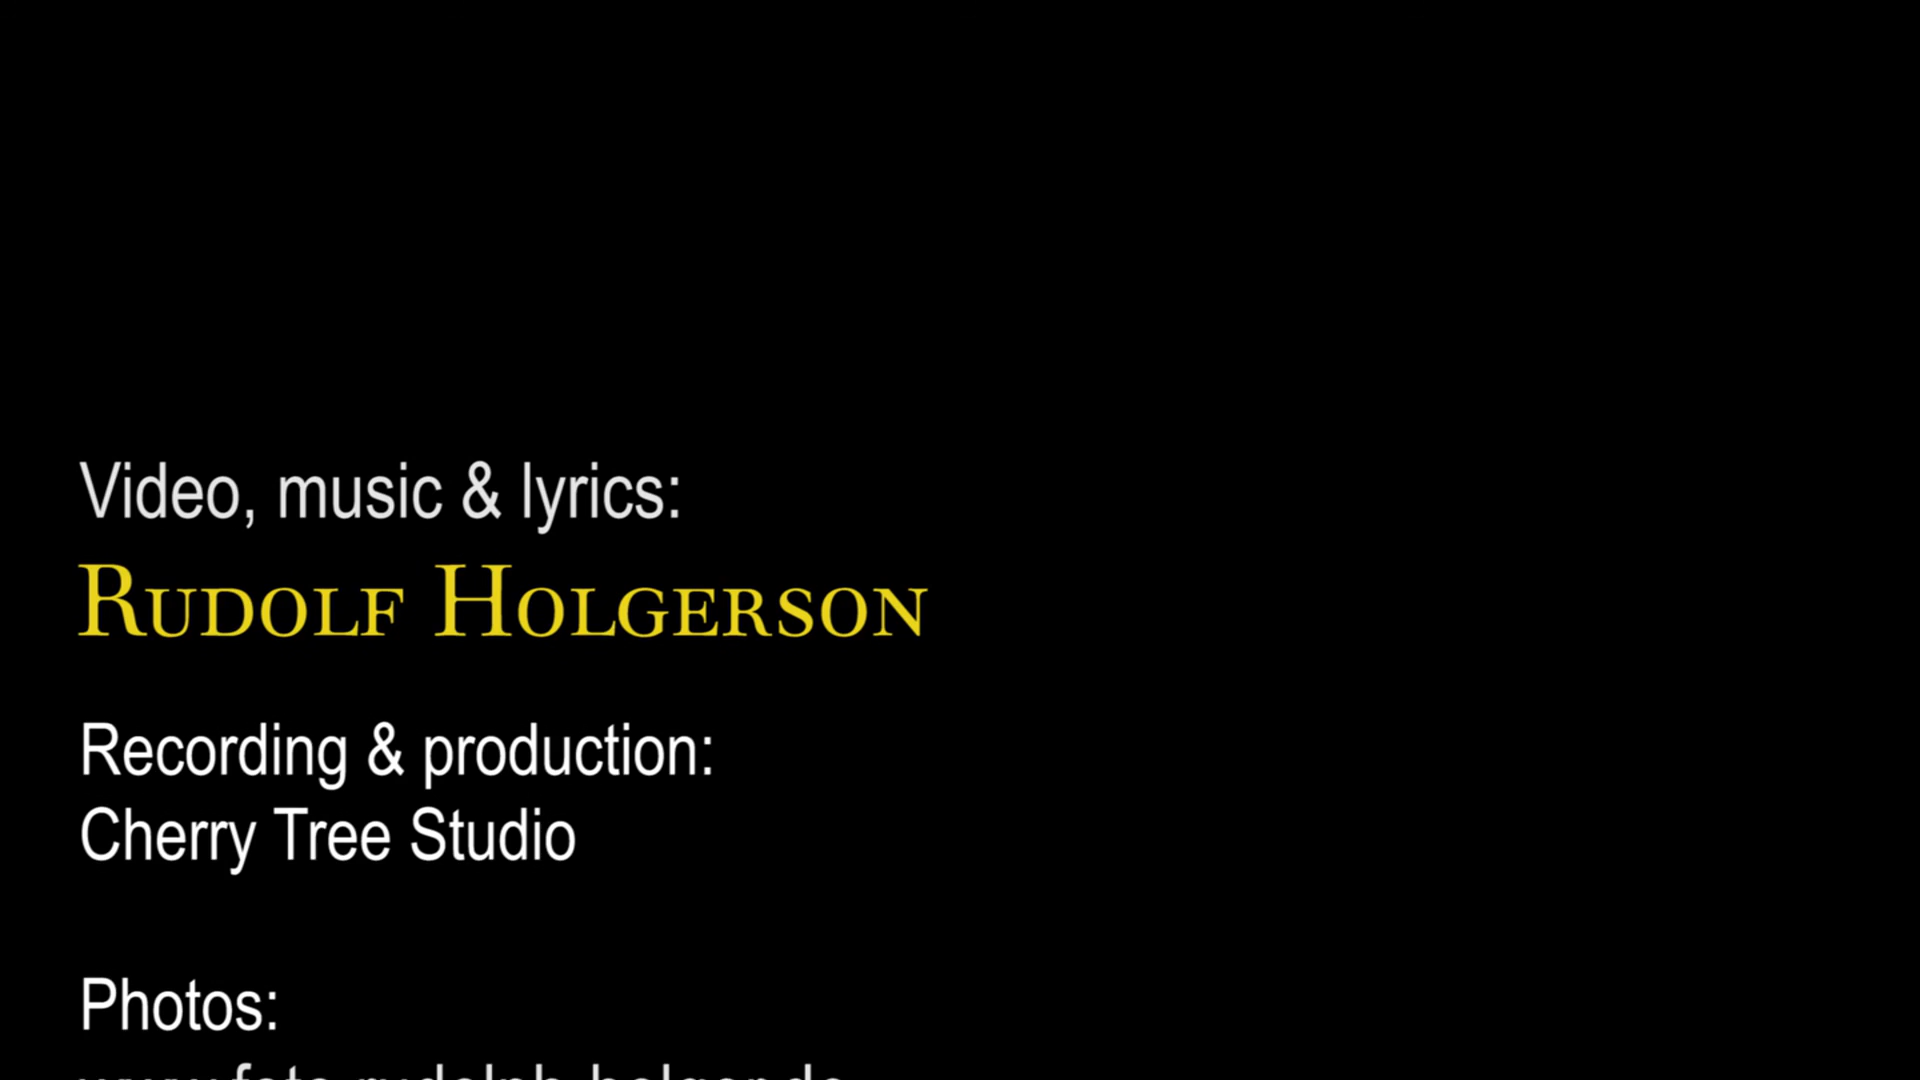 Video, music & lyrics:
RUDOLF HOLGERSON
Recording & production:
Cherry Tree Studio
Photos: